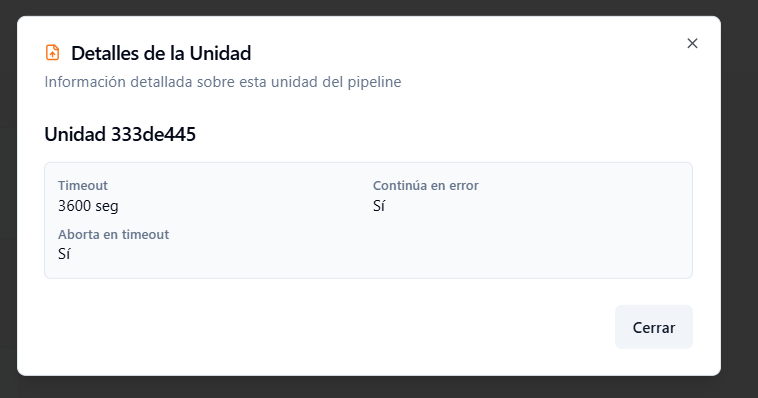 Detalles de la Unidad
Información detallada sobre esta unidad del pipeline
Unidad 333de445
Timeout
3600 seg
Continúa en error
Sí
Aborta en timeout
Sí
Cerrar